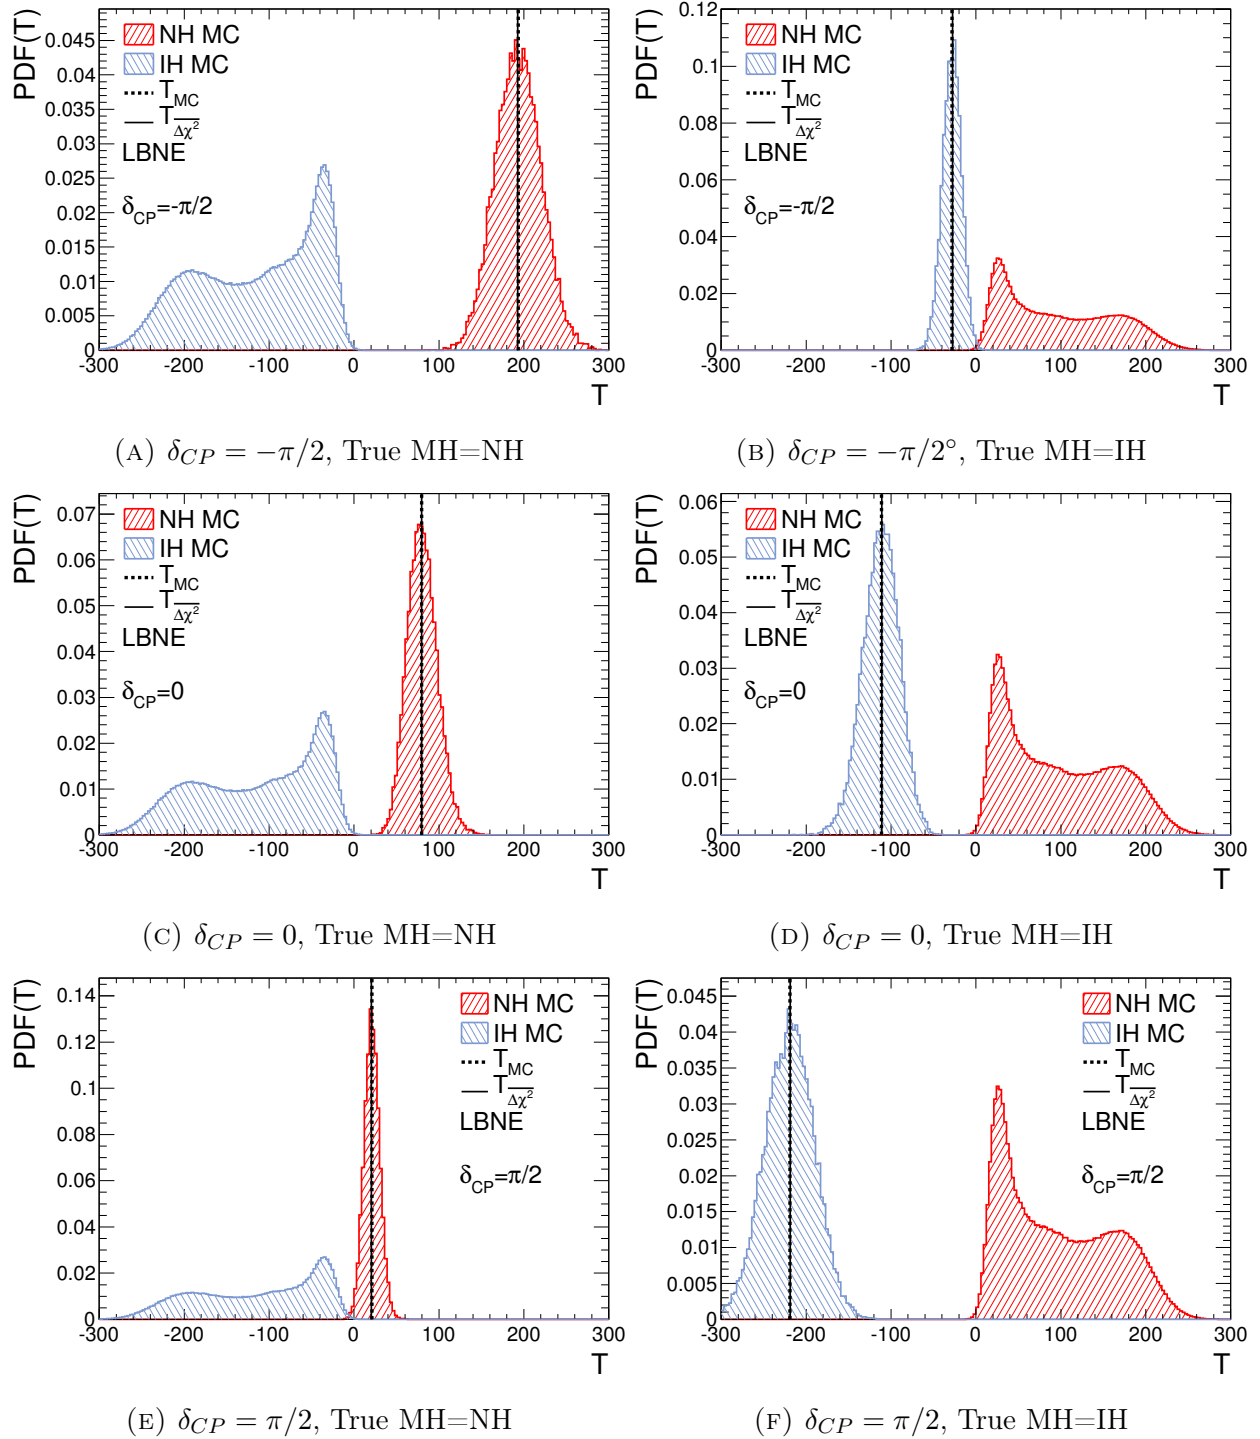 PDF(T)
0.045
0.04
0.035
0.03
0.025
0.02
0.015
0.01
0.005
0
NH MC
IH MC
T_MC
T_Δχ²
LBNE
δ_CP=-π/2
-300 -200 -100 0 100 200 300
T
(A) δ_CP = −π/2, True MH=NH
PDF(T)
0.12
0.1
0.08
0.06
0.04
0.02
0
NH MC
IH MC
T_MC
T_Δχ²
LBNE
δ_CP=-π/2
-300 -200 -100 0 100 200 300
T
(B) δ_CP = −π/2°, True MH=IH
PDF(T)
0.07
0.06
0.05
0.04
0.03
0.02
0.01
0
NH MC
IH MC
T_MC
T_Δχ²
LBNE
δ_CP=0
-300 -200 -100 0 100 200 300
T
(C) δ_CP = 0, True MH=NH
PDF(T)
0.06
0.05
0.04
0.03
0.02
0.01
0
NH MC
IH MC
T_MC
T_Δχ²
LBNE
δ_CP=0
-300 -200 -100 0 100 200 300
T
(D) δ_CP = 0, True MH=IH
PDF(T)
0.14
0.12
0.1
0.08
0.06
0.04
0.02
0
NH MC
IH MC
T_MC
T_Δχ²
LBNE
δ_CP=π/2
-300 -200 -100 0 100 200 300
T
(E) δ_CP = π/2, True MH=NH
PDF(T)
0.045
0.04
0.035
0.03
0.025
0.02
0.015
0.01
0.005
0
NH MC
IH MC
T_MC
T_Δχ²
LBNE
δ_CP=π/2
-300 -200 -100 0 100 200 300
T
(F) δ_CP = π/2, True MH=IH